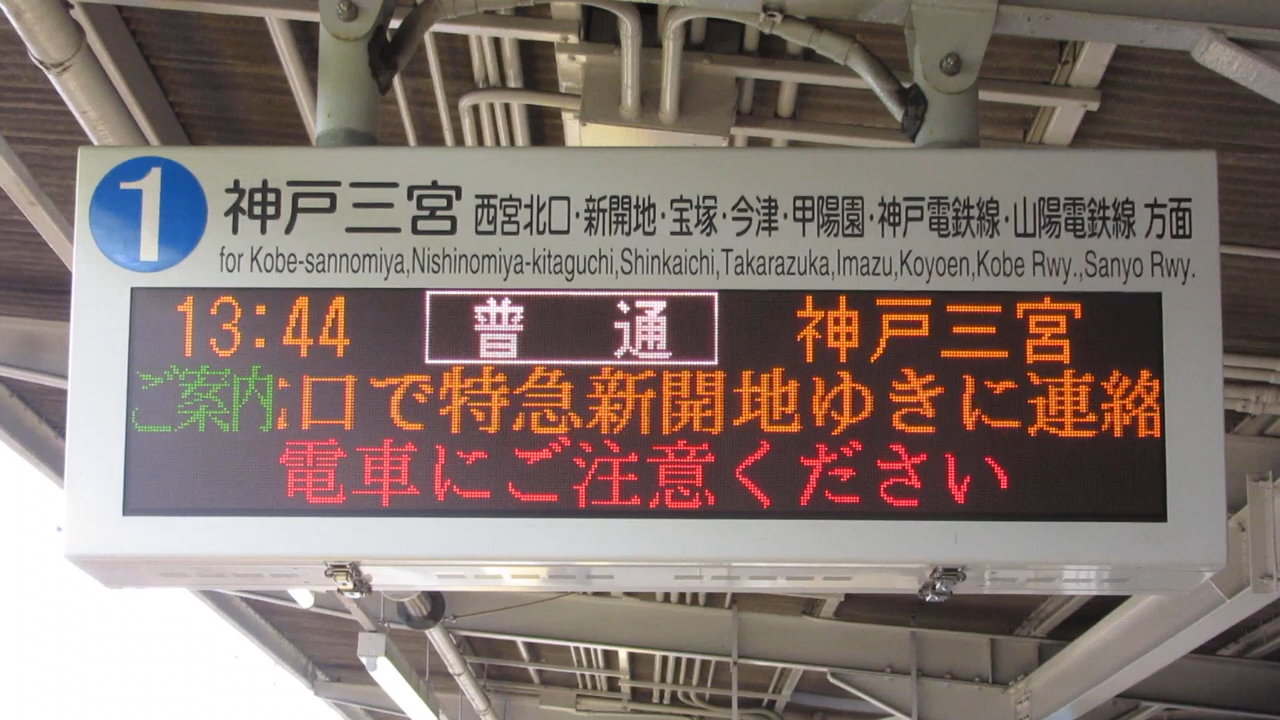 1 神戸三宮 西宮北口・新開地・宝塚・今津・甲陽園・神戸電鉄線・山陽電鉄線 方面
for Kobe-sannomiya,Nishinomiya-kitaguchi,Shinkaichi,Takarazuka,Imazu,Koyoen,Kobe Rwy.,Sanyo Rwy.
13:44 普通 神戸三宮
ご案内 口で特急新開地ゆきに連絡
電車にご注意ください